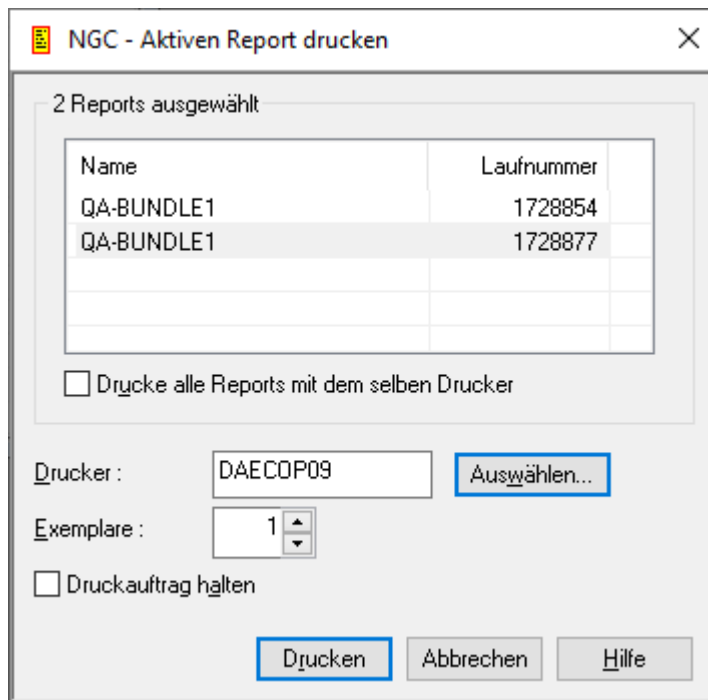 NGC - Aktiven Report drucken
2 Reports ausgewählt
Name Laufnummer
QA-BUNDLE1 1728854
QA-BUNDLE1 1728877
Drucke alle Reports mit dem selben Drucker
Drucker : DAECOP09 Auswählen...
Exemplare : 1
Druckauftrag halten
Drucken Abbrechen Hilfe